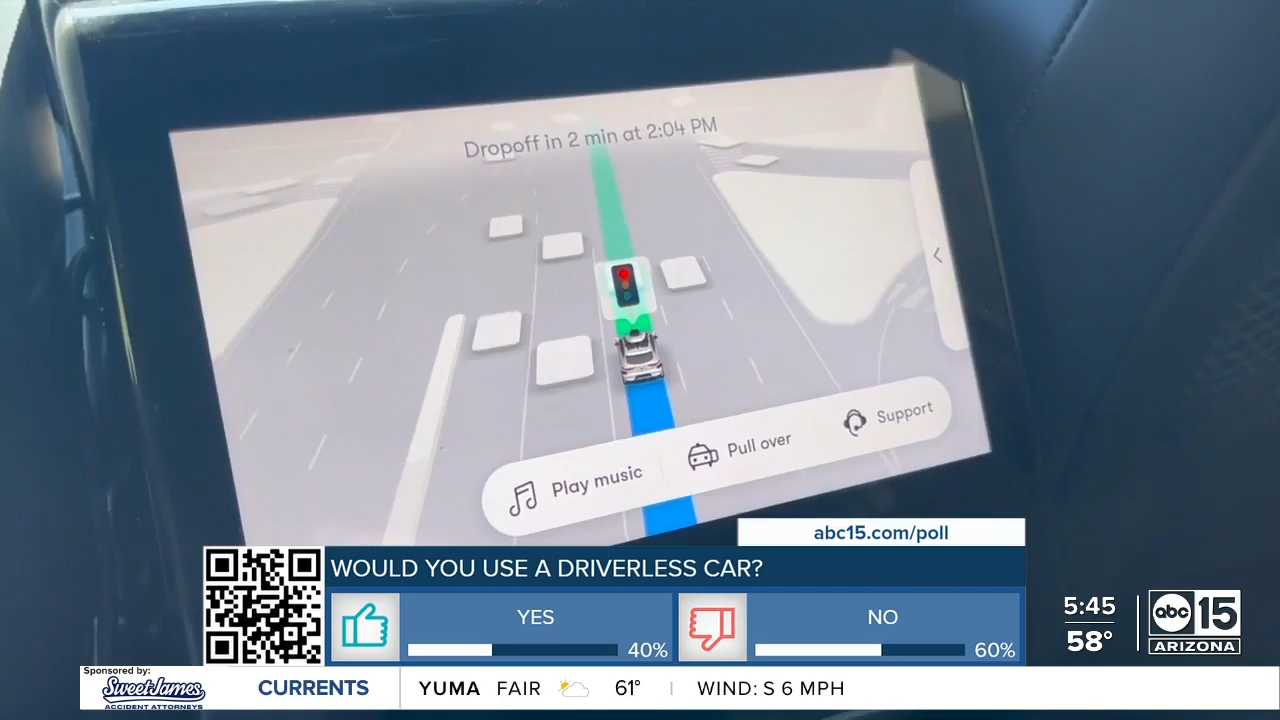 Dropoff in 2 min at 2:04 PM
Play music
Pull over
Support
abc15.com/poll
WOULD YOU USE A DRIVERLESS CAR?
YES
40%
NO
60%
5:45
58°
abc 15
ARIZONA
Sponsored by:
SweetJames
ACCIDENT ATTORNEYS
CURRENTS
YUMA FAIR 61° WIND: S 6 MPH